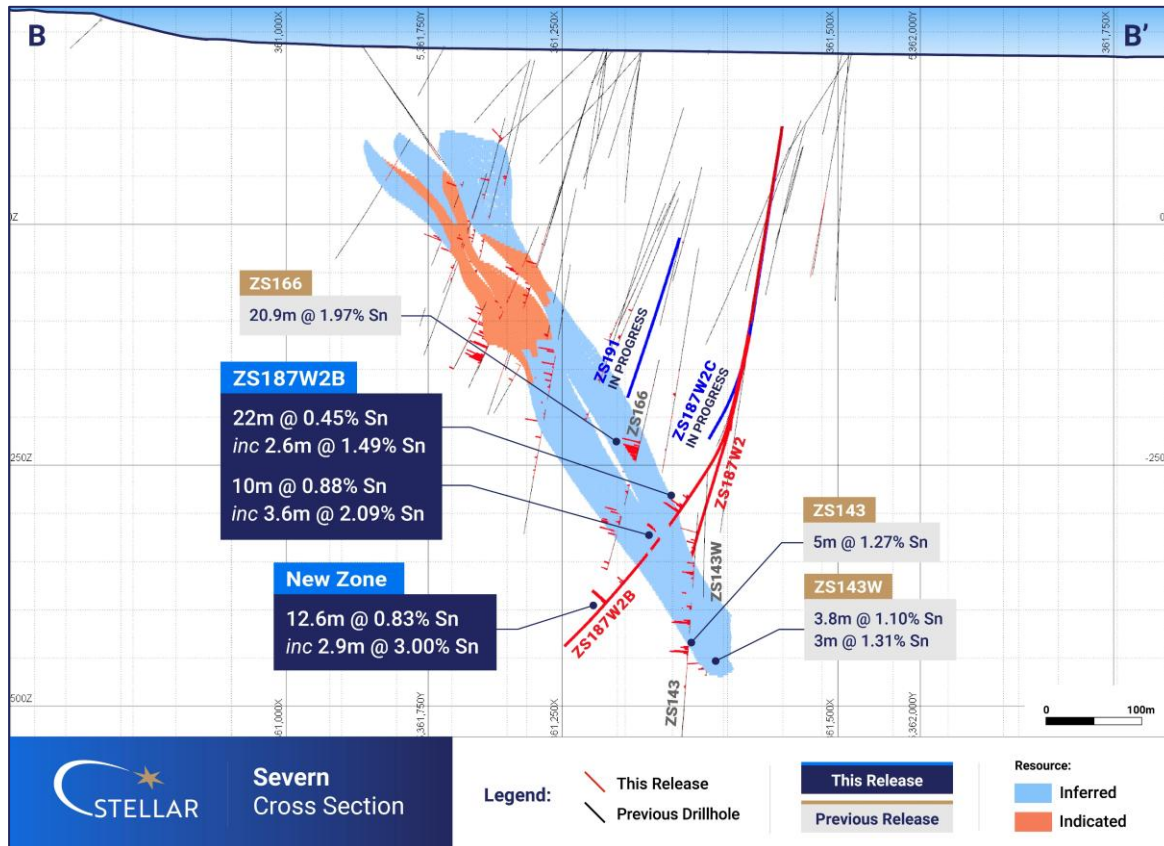 B
B'
361,000X
5,361,750Y
361,250X
361,500X
5,362,000Y
361,750X
0Z
0
ZS166
20.9m @ 1.97% Sn
ZS187W2B
22m @ 0.45% Sn
inc 2.6m @ 1.49% Sn
10m @ 0.88% Sn
inc 3.6m @ 2.09% Sn
New Zone
12.6m @ 0.83% Sn
inc 2.9m @ 3.00% Sn
ZS191
IN PROGRESS
ZS166
ZS187W2C
IN PROGRESS
ZS187W2
ZS143W
ZS187W2B
ZS143
-250Z
-250
ZS143
5m @ 1.27% Sn
ZS143W
3.8m @ 1.10% Sn
3m @ 1.31% Sn
500Z
361,000X
5,361,750Y
361,250X
361,500X
5,362,000Y
361,750X
0 100m
STELLAR
Severn
Cross Section
Legend:
This Release
Previous Drillhole
This Release
Previous Release
Resource:
Inferred
Indicated